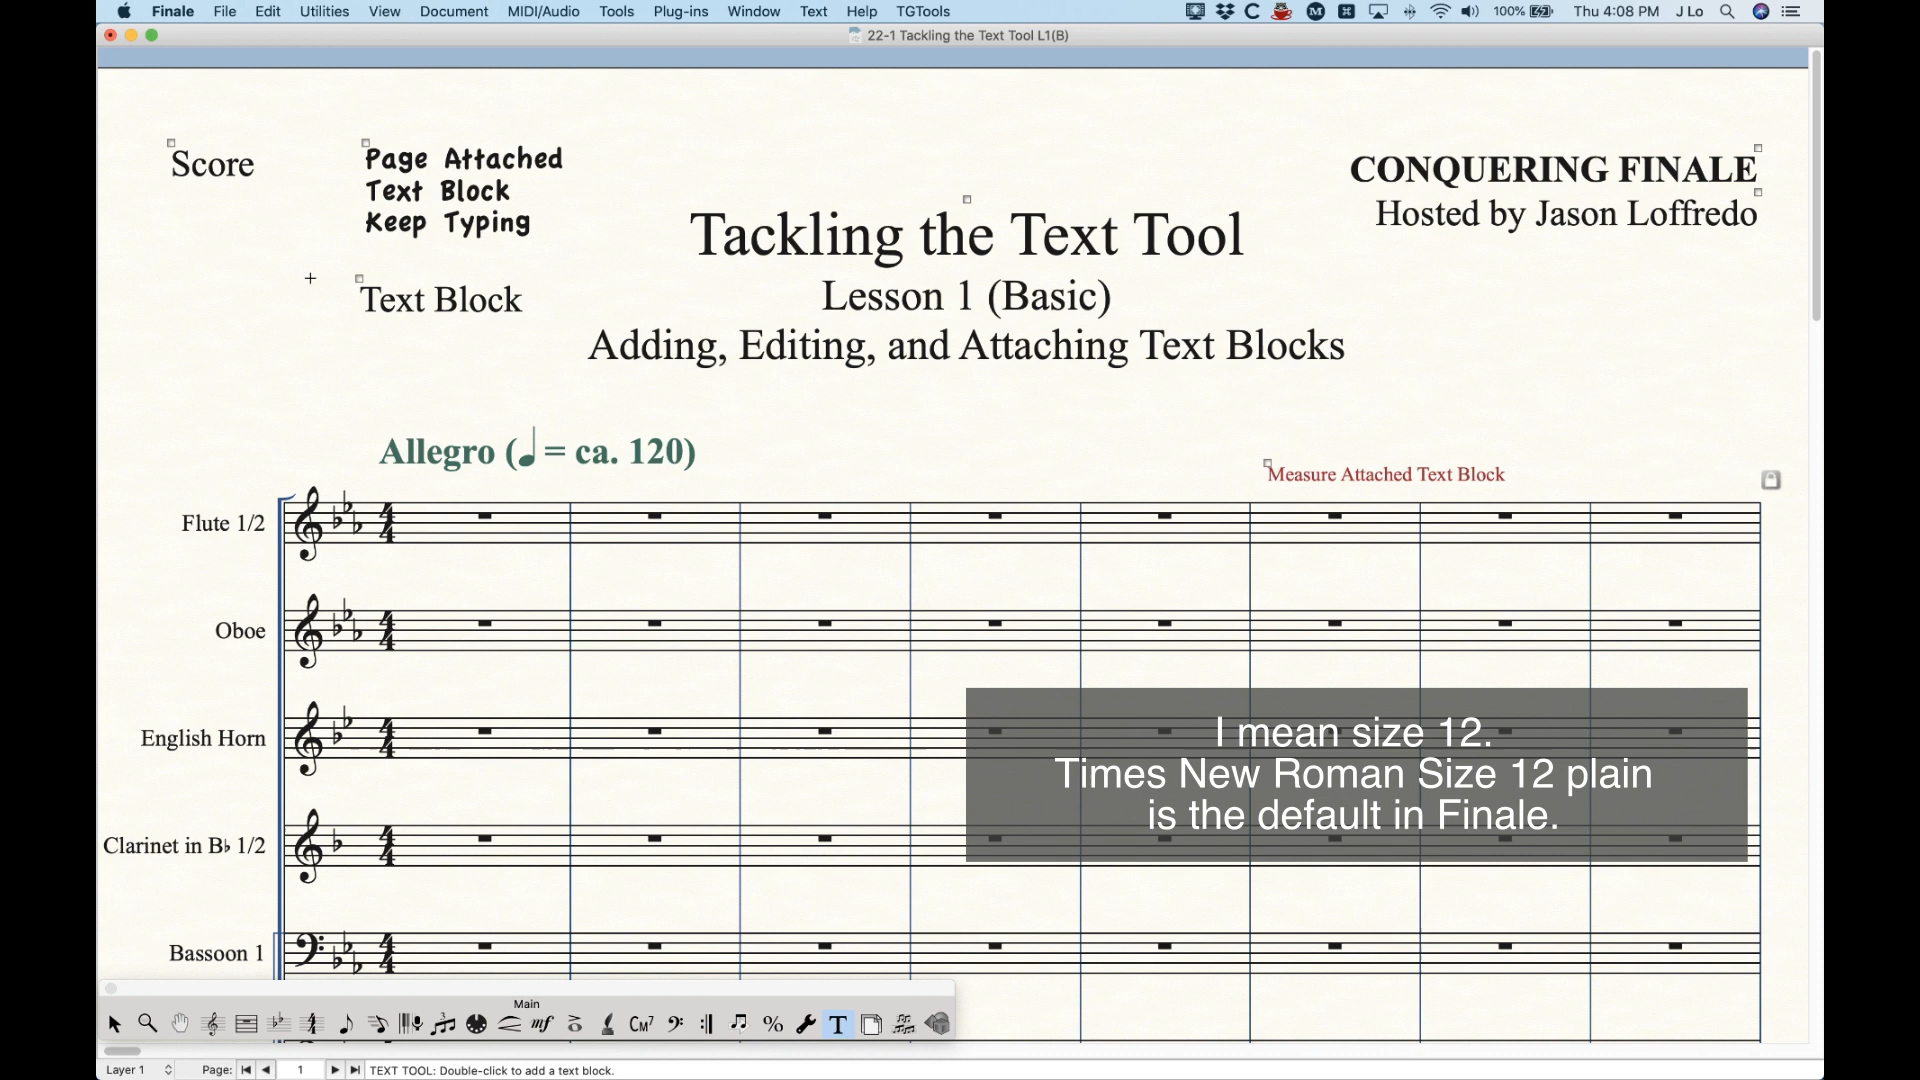 Finale File Edit Utilities View Document MIDI/Audio Tools Plug-ins Window Text Help TGTools 100% Thu 4:08 PM J Lo
22-1 Tackling the Text Tool L1(B)
Score
Page Attached
Text Block
Keep Typing
CONQUERING FINALE
Hosted by Jason Loffredo
Tackling the Text Tool
Text Block
Lesson 1 (Basic)
Adding, Editing, and Attaching Text Blocks
Allegro (♩ = ca. 120)
Measure Attached Text Block
Flute 1/2
Oboe
English Horn
I mean size 12.
Times New Roman Size 12 plain
is the default in Finale.
Clarinet in B♭ 1/2
Bassoon 1
Main
mf CM7 %  T
Layer 1 Page: 1 TEXT TOOL: Double-click to add a text block.